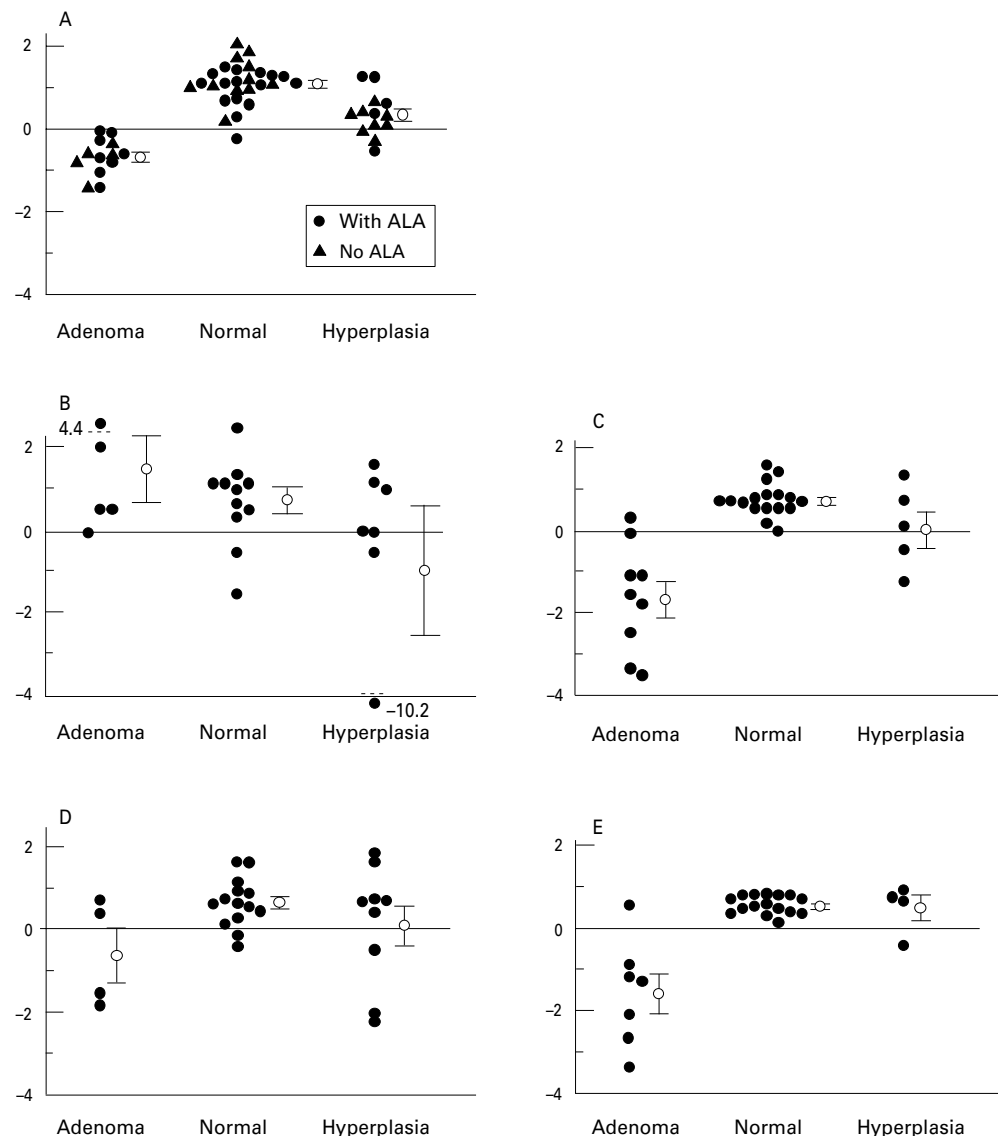 A
2
0
–2
–4
With ALA
No ALA
Adenoma Normal Hyperplasia
B
4.4
2
0
–2
–4
–10.2
Adenoma Normal Hyperplasia
C
2
0
–2
–4
Adenoma Normal Hyperplasia
D
2
0
–2
–4
Adenoma Normal Hyperplasia
E
2
0
–2
–4
Adenoma Normal Hyperplasia